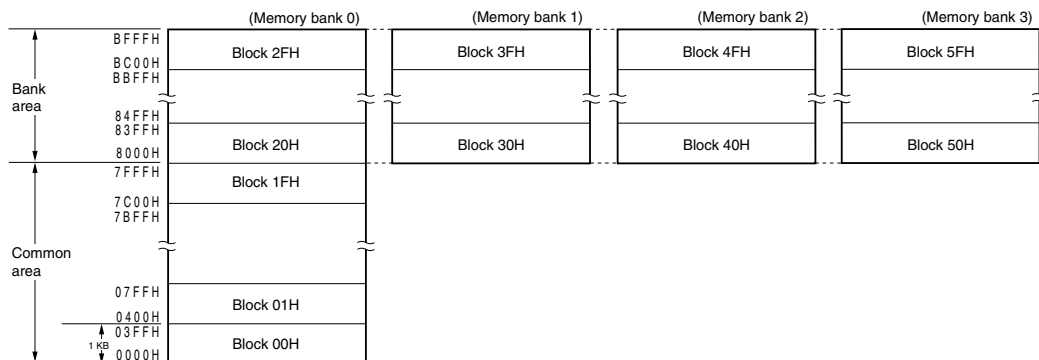 (Memory bank 0) (Memory bank 1) (Memory bank 2) (Memory bank 3)
BFFFH
Block 2FH Block 3FH Block 4FH Block 5FH
BC00H
BBFFH
Bank
area
84FFH
83FFH
Block 20H Block 30H Block 40H Block 50H
8000H
7FFFH
Block 1FH
7C00H
7BFFH
Common
area
07FFH
Block 01H
0400H
03FFH
1 KB
Block 00H
0000H